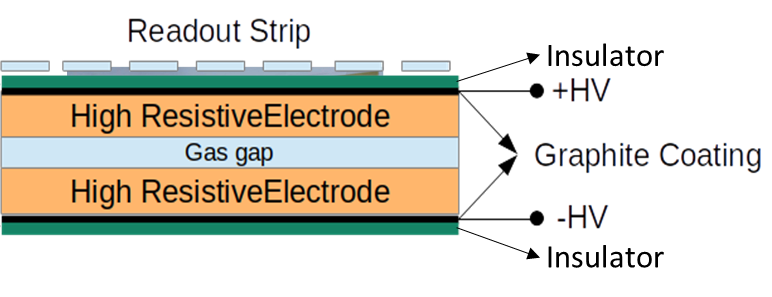 Readout Strip
Insulator
+HV
High ResistiveElectrode
Gas gap
Graphite Coating
High ResistiveElectrode
-HV
Insulator